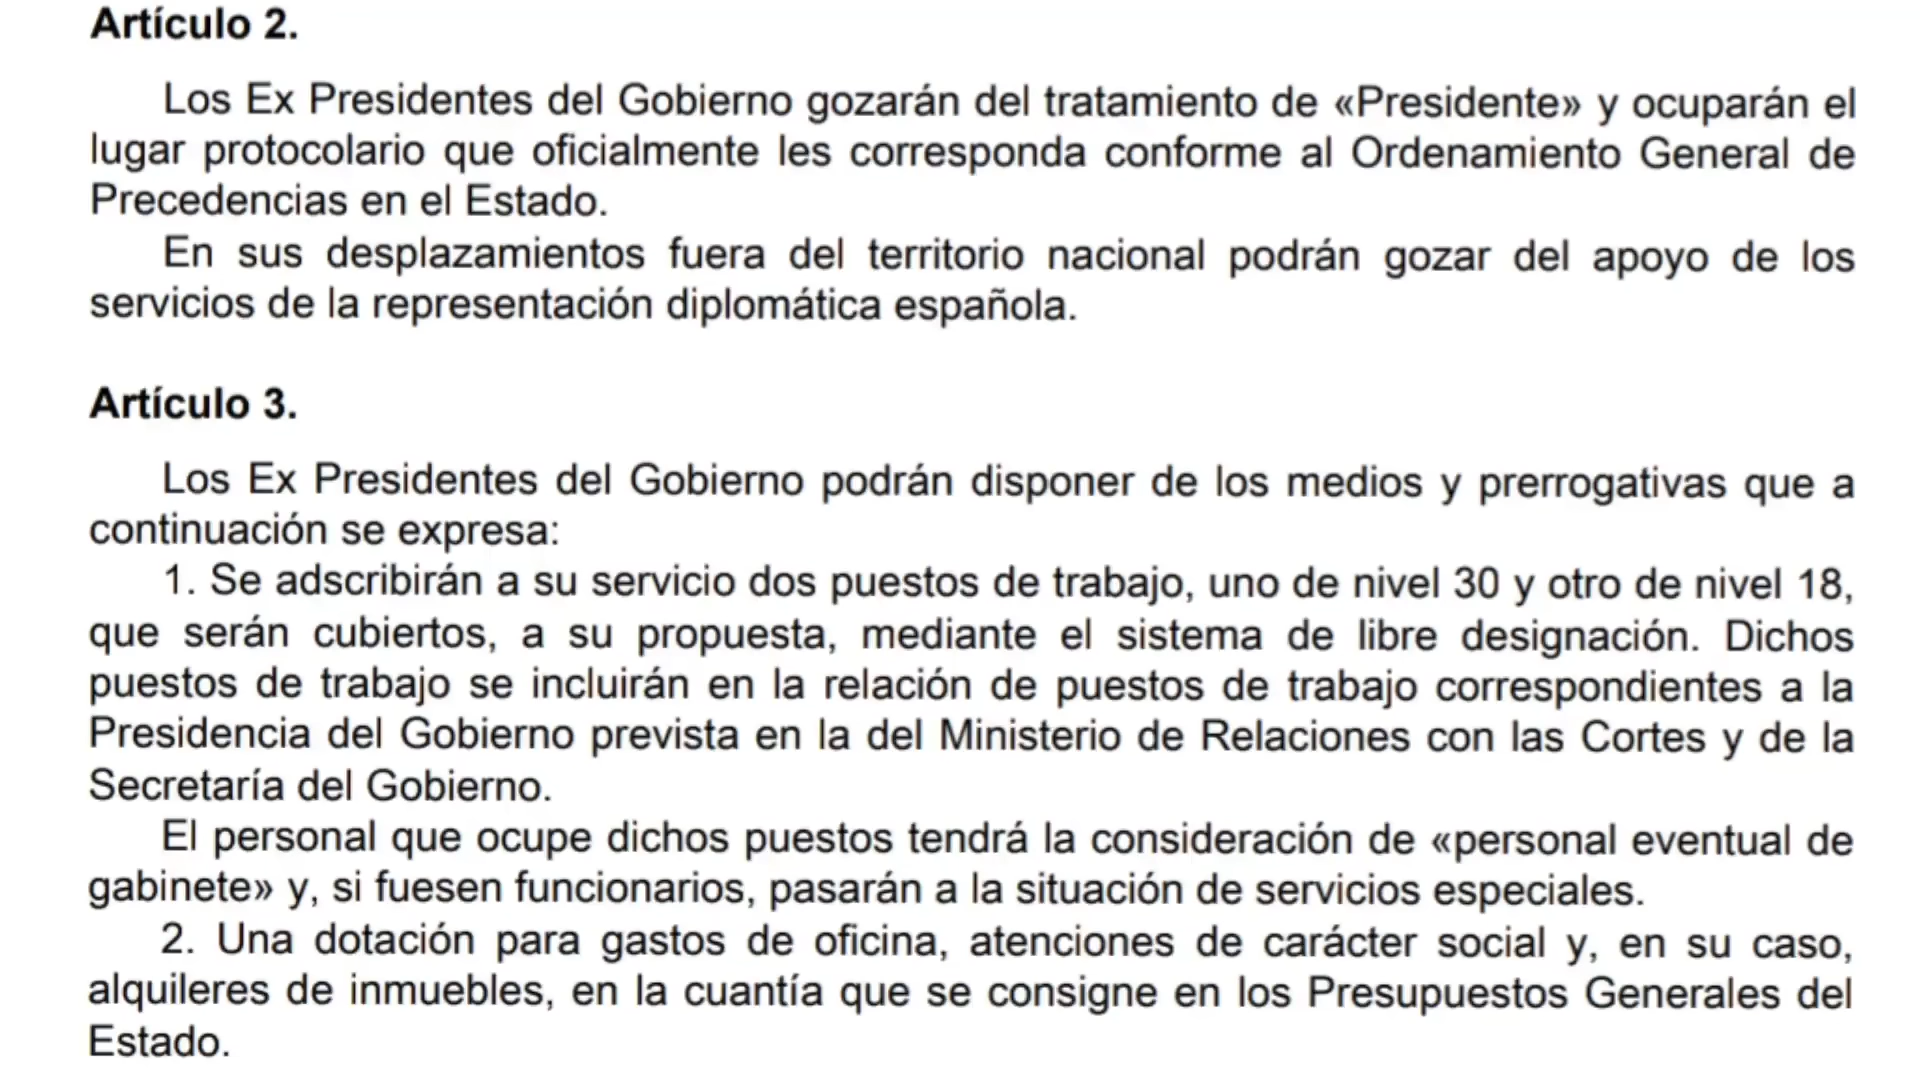 Artículo 2.
Los Ex Presidentes del Gobierno gozarán del tratamiento de «Presidente» y ocuparán el
lugar protocolario que oficialmente les corresponda conforme al Ordenamiento General de
Precedencias en el Estado.
En sus desplazamientos fuera del territorio nacional podrán gozar del apoyo de los
servicios de la representación diplomática española.
Artículo 3.
Los Ex Presidentes del Gobierno podrán disponer de los medios y prerrogativas que a
continuación se expresa:
1. Se adscribirán a su servicio dos puestos de trabajo, uno de nivel 30 y otro de nivel 18,
que serán cubiertos, a su propuesta, mediante el sistema de libre designación. Dichos
puestos de trabajo se incluirán en la relación de puestos de trabajo correspondientes a la
Presidencia del Gobierno prevista en la del Ministerio de Relaciones con las Cortes y de la
Secretaría del Gobierno.
El personal que ocupe dichos puestos tendrá la consideración de «personal eventual de
gabinete» y, si fuesen funcionarios, pasarán a la situación de servicios especiales.
2. Una dotación para gastos de oficina, atenciones de carácter social y, en su caso,
alquileres de inmuebles, en la cuantía que se consigne en los Presupuestos Generales del
Estado.